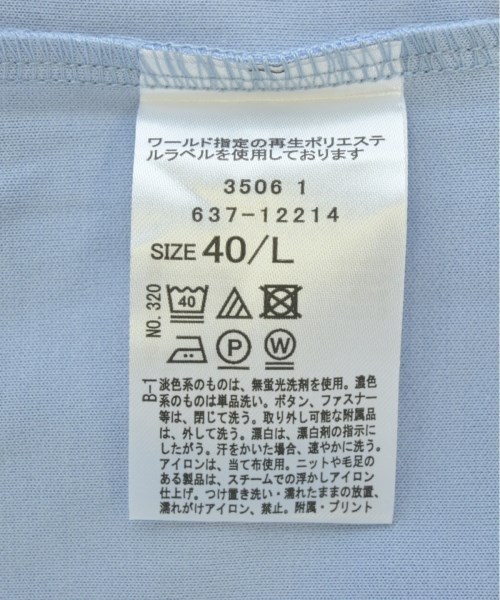 ワールド指定の再生ポリエステ
ルラベルを使用しております
3506 1
637-12214
SIZE 40/L
NO. 320
40
P
W
B-1
淡色系のものは、無蛍光洗剤を使用。濃色
系のものは単品洗い。ボタン、ファスナー
等は、閉じて洗う。取り外し可能な附属品
は、外して洗う。漂白は、漂白剤の指示に
したがう。汗をかいた場合、速やかに洗う。
アイロンは、当て布使用。ニットや毛足の
ある製品は、スチームでの浮かしアイロン
仕上げ。つけ置き洗い・濡れたままの放置、
濡れがけアイロン、禁止。附属・プリント